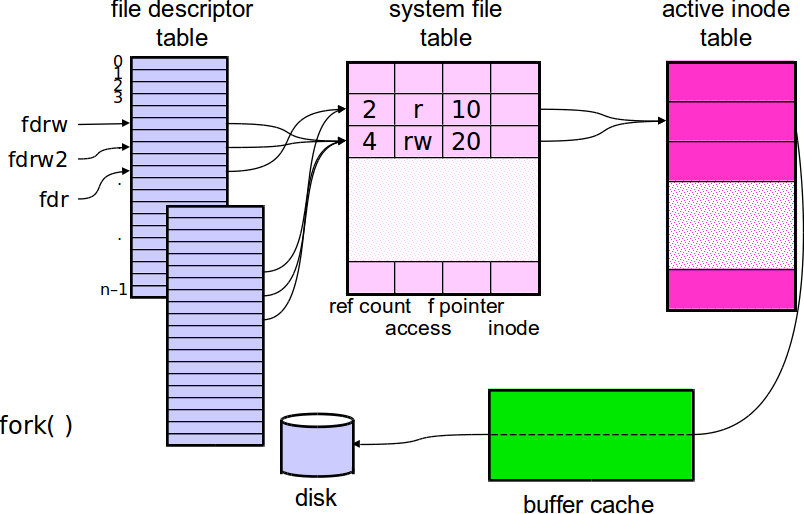 file descriptor
table
system file
table
active inode
table
0
1
2
3
fdrw
fdrw2
fdr
.
.
n–1
2 r 10
4 rw 20
ref count f pointer
access inode
fork( )
disk
buffer cache